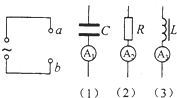 a
b
~
C
A₁
(1)
R
A₂
(2)
L
A₃
(3)